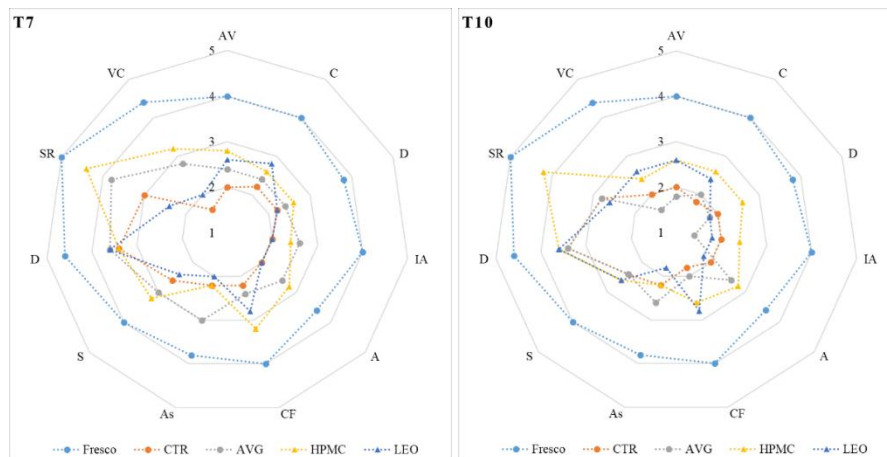 T7
AV
5
C
4
VC
3
D
SR
2
1
D
IA
S
A
As
CF
Fresco CTR AVG HPMC LEO
T10
AV
5
C
4
VC
3
D
SR
2
1
D
IA
S
A
As
CF
Fresco CTR AVG HPMC LEO